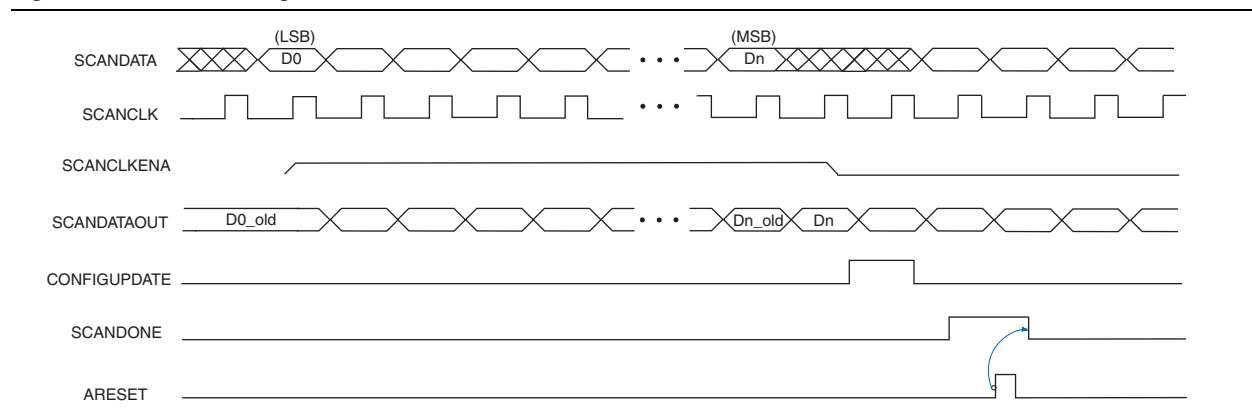 (LSB) (MSB)
SCANDATA D0 • • • Dn
SCANCLK • • •
SCANCLKENA
SCANDATAOUT D0_old • • • Dn_old Dn
CONFIGUPDATE
SCANDONE
ARESET